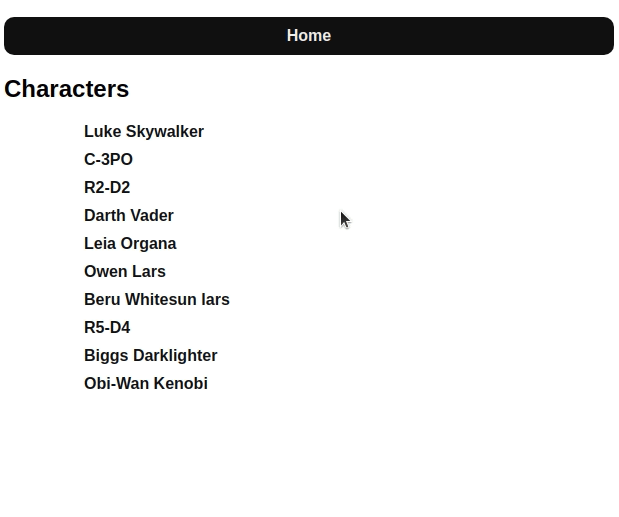 Home
Characters
Luke Skywalker
C-3PO
R2-D2
Darth Vader
Leia Organa
Owen Lars
Beru Whitesun lars
R5-D4
Biggs Darklighter
Obi-Wan Kenobi